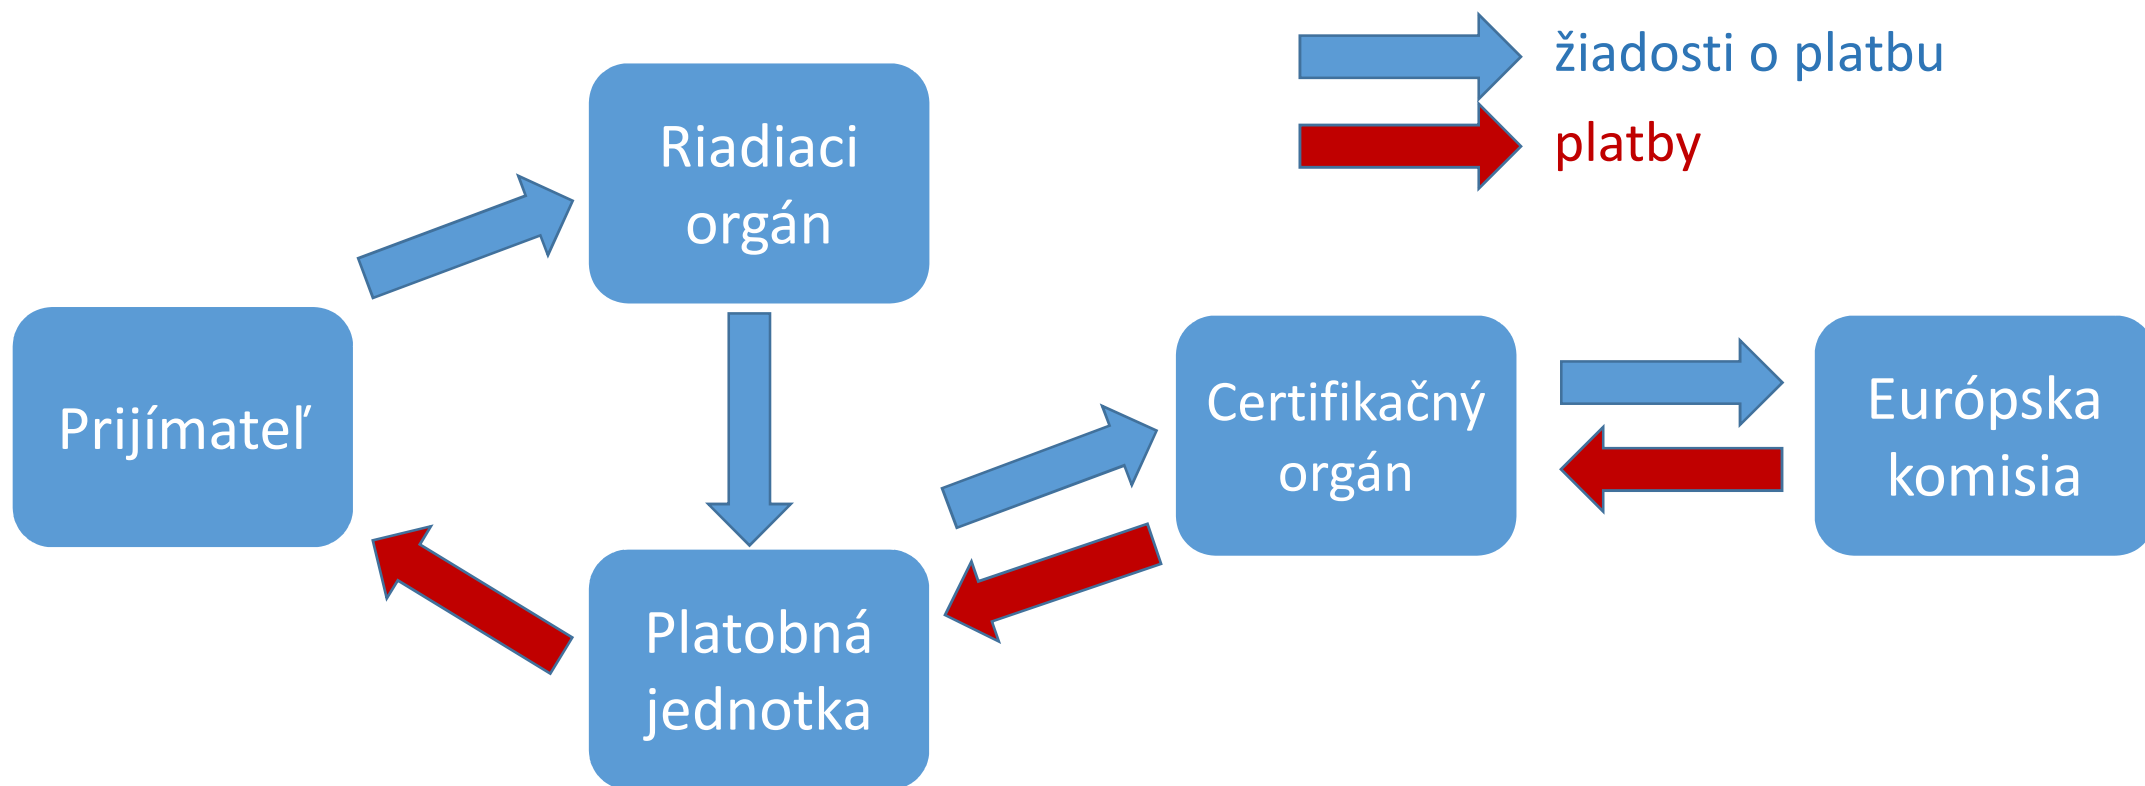 žiadosti o platbu
platby
Riadiaci
orgán
Prijímateľ
Certifikačný
orgán
Európska
komisia
Platobná
jednotka